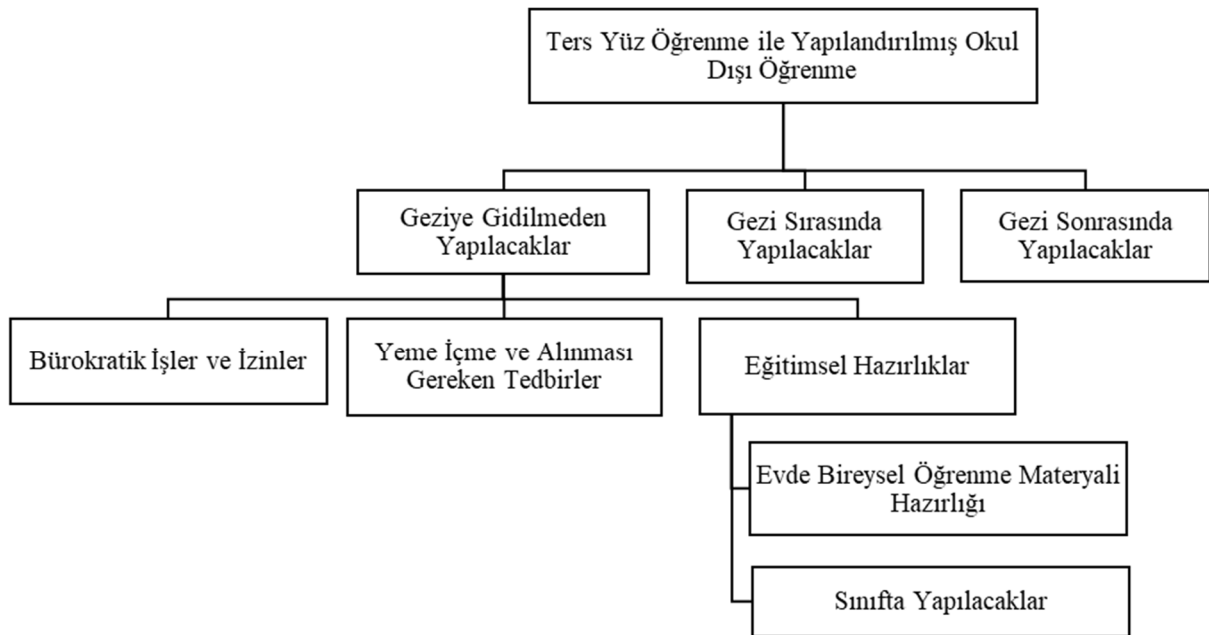 Ters Yüz Öğrenme ile Yapılandırılmış Okul
Dışı Öğrenme
Geziye Gidilmeden
Yapılacaklar
Gezi Sırasında
Yapılacaklar
Gezi Sonrasında
Yapılacaklar
Bürokratik İşler ve İzinler
Yeme İçme ve Alınması
Gereken Tedbirler
Eğitimsel Hazırlıklar
Evde Bireysel Öğrenme Materyali
Hazırlığı
Sınıfta Yapılacaklar